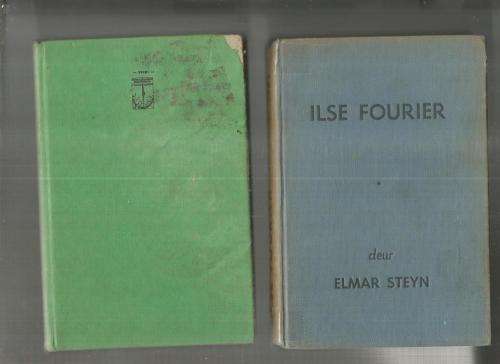 ILSE FOURIER
deur
ELMAR STEYN